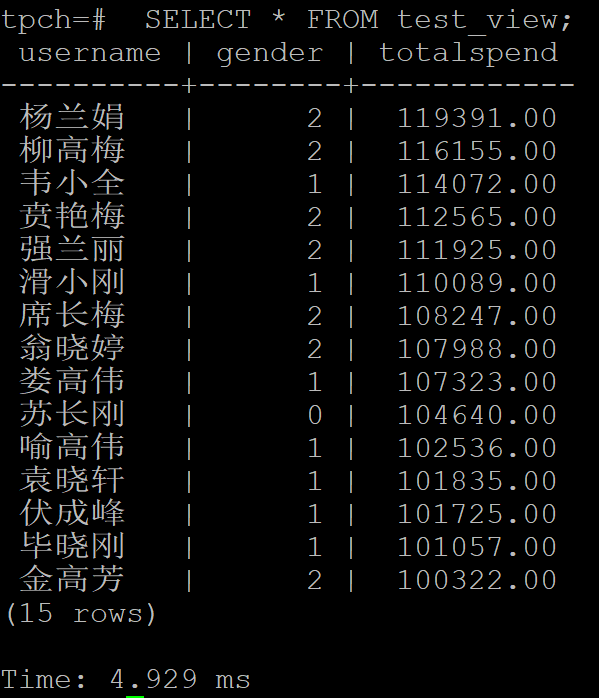 tpch=#  SELECT * FROM test_view;
 username | gender | totalspend
----------+--------+------------
 杨兰娟   |      2 |  119391.00
 柳高梅   |      2 |  116155.00
 韦小全   |      1 |  114072.00
 贲艳梅   |      2 |  112565.00
 强兰丽   |      2 |  111925.00
 滑小刚   |      1 |  110089.00
 席长梅   |      2 |  108247.00
 翁晓婷   |      2 |  107988.00
 娄高伟   |      1 |  107323.00
 苏长刚   |      0 |  104640.00
 喻高伟   |      1 |  102536.00
 袁晓轩   |      1 |  101835.00
 伏成峰   |      1 |  101725.00
 毕晓刚   |      1 |  101057.00
 金高芳   |      2 |  100322.00
(15 rows)

Time: 4.929 ms